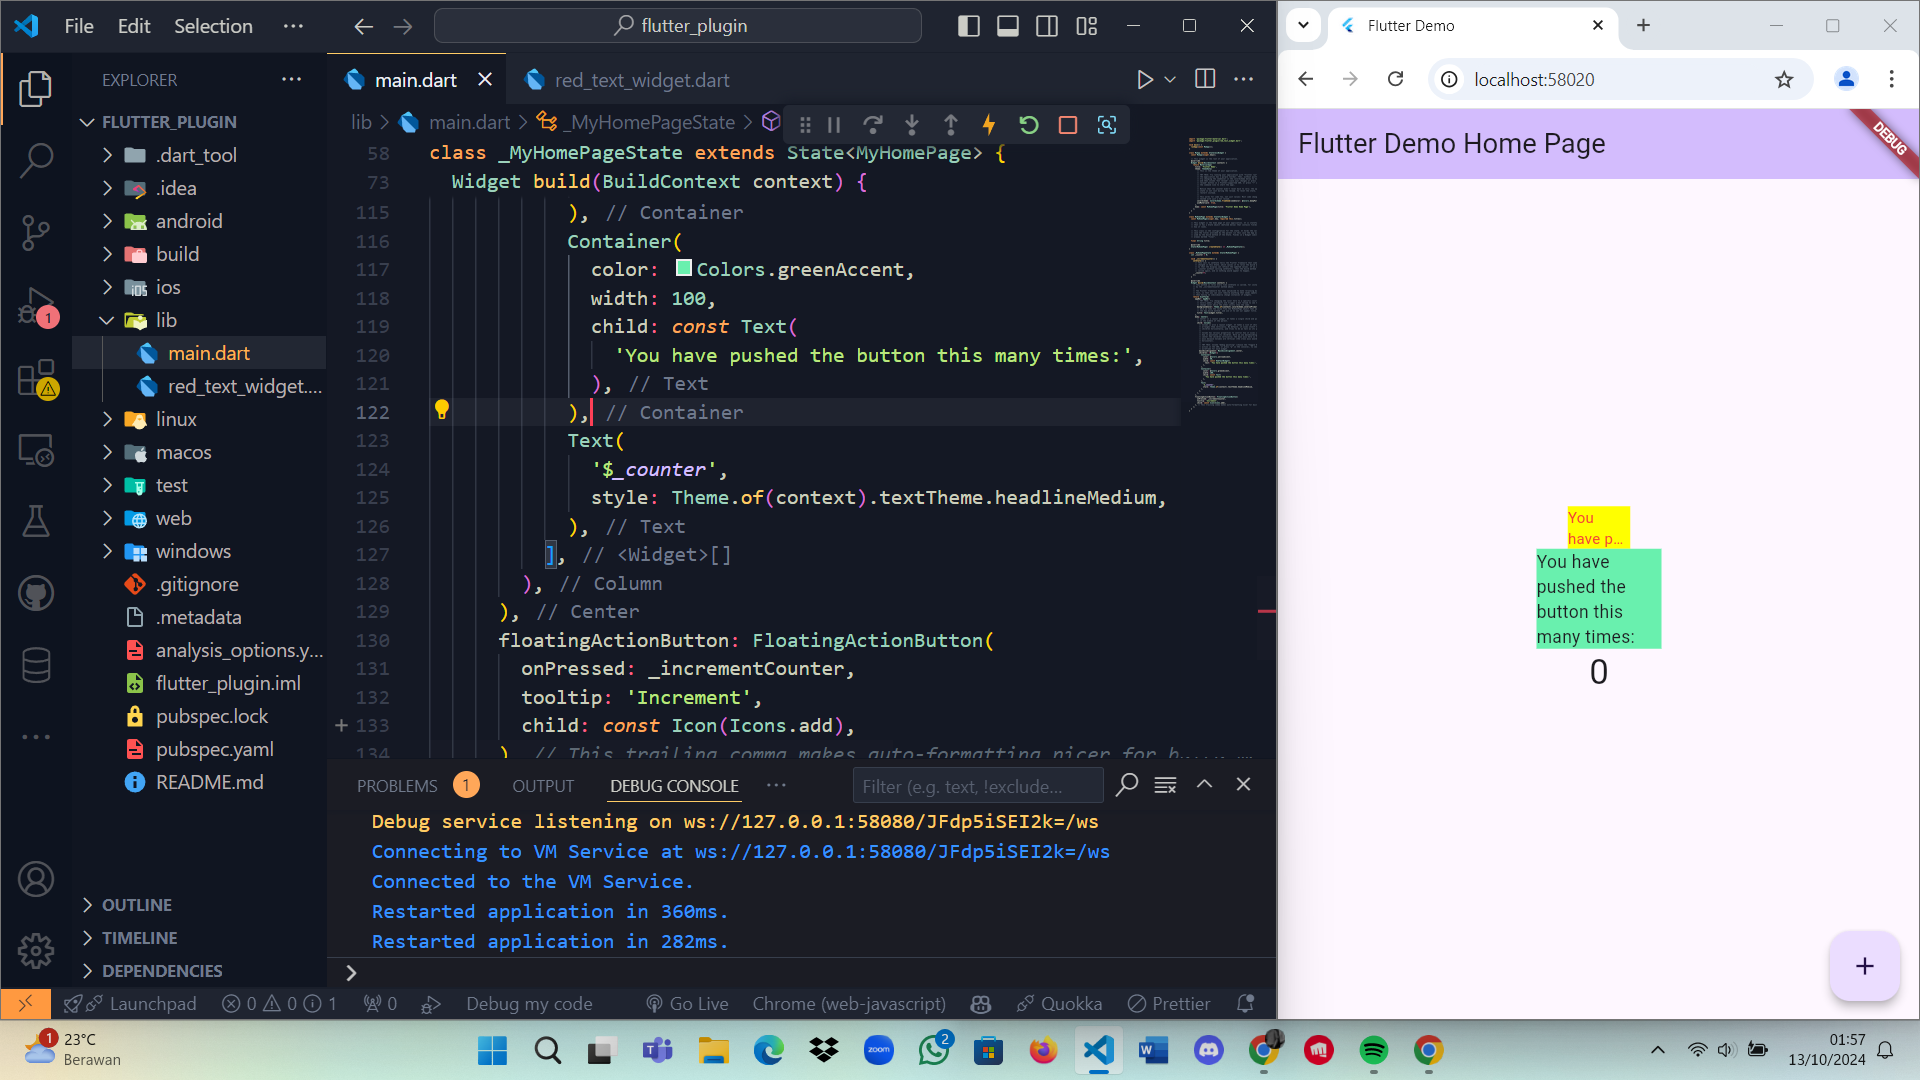 File Edit Selection ···
flutter_plugin
EXPLORER
FLUTTER_PLUGIN
.dart_tool
.idea
android
build
ios
lib
main.dart
red_text_widget....
linux
macos
test
web
windows
.gitignore
.metadata
analysis_options.y...
flutter_plugin.iml
pubspec.lock
pubspec.yaml
README.md
OUTLINE
TIMELINE
DEPENDENCIES
main.dart
red_text_widget.dart
lib > main.dart > _MyHomePageState >
58 class _MyHomePageState extends State<MyHomePage> {
73 Widget build(BuildContext context) {
115 ), // Container
116 Container(
117 color: Colors.greenAccent,
118 width: 100,
119 child: const Text(
120 'You have pushed the button this many times:',
121 ), // Text
122 ), // Container
123 Text(
124 '$_counter',
125 style: Theme.of(context).textTheme.headlineMedium,
126 ), // Text
127 ], // <Widget>[]
128 ), // Column
129 ), // Center
130 floatingActionButton: FloatingActionButton(
131 onPressed: _incrementCounter,
132 tooltip: 'Increment',
133 child: const Icon(Icons.add),
134 ) // This trailing comma makes auto-formatting nicer for b
PROBLEMS 1 OUTPUT DEBUG CONSOLE ···
Filter (e.g. text, !exclude...
Debug service listening on ws://127.0.0.1:58080/JFdp5iSEI2k=/ws
Connecting to VM Service at ws://127.0.0.1:58080/JFdp5iSEI2k=/ws
Connected to the VM Service.
Restarted application in 360ms.
Restarted application in 282ms.
Launchpad 0 0 1 0 Debug my code Go Live Chrome (web-javascript) Quokka Prettier
Flutter Demo
localhost:58020
Flutter Demo Home Page
DEBUG
You
have p...
You have
pushed the
button this
many times:
0
+
1
23°C
Berawan
zoom
2
01:57
13/10/2024